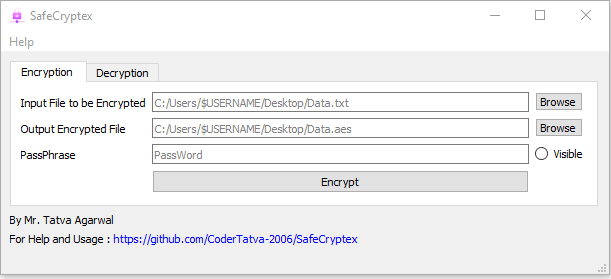 SafeCryptex
Help
Encryption Decryption
Input File to be Encrypted C:/Users/$USERNAME/Desktop/Data.txt Browse
Output Encrypted File C:/Users/$USERNAME/Desktop/Data.aes Browse
PassPhrase PassWord Visible
Encrypt
By Mr. Tatva Agarwal
For Help and Usage : https://github.com/CoderTatva-2006/SafeCryptex